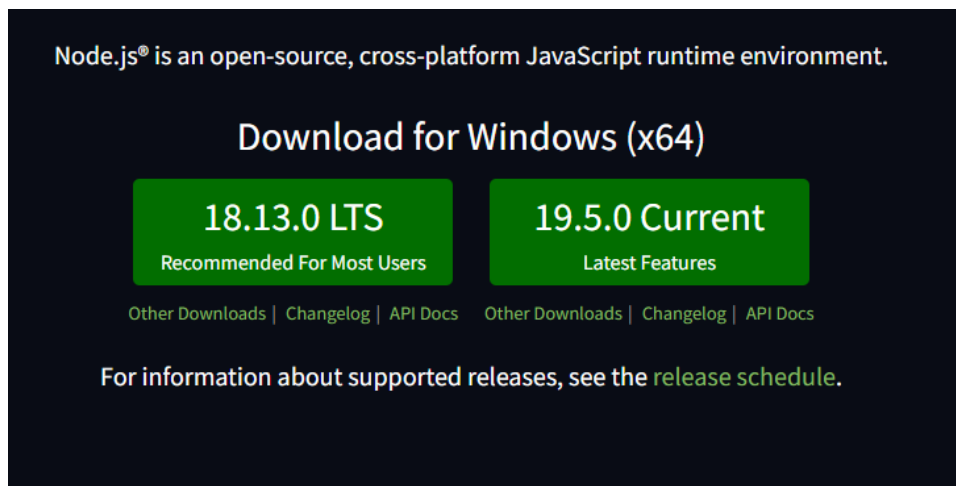 Node.js® is an open-source, cross-platform JavaScript runtime environment.
Download for Windows (x64)
18.13.0 LTS
Recommended For Most Users
19.5.0 Current
Latest Features
Other Downloads | Changelog | API Docs
Other Downloads | Changelog | API Docs
For information about supported releases, see the release schedule.